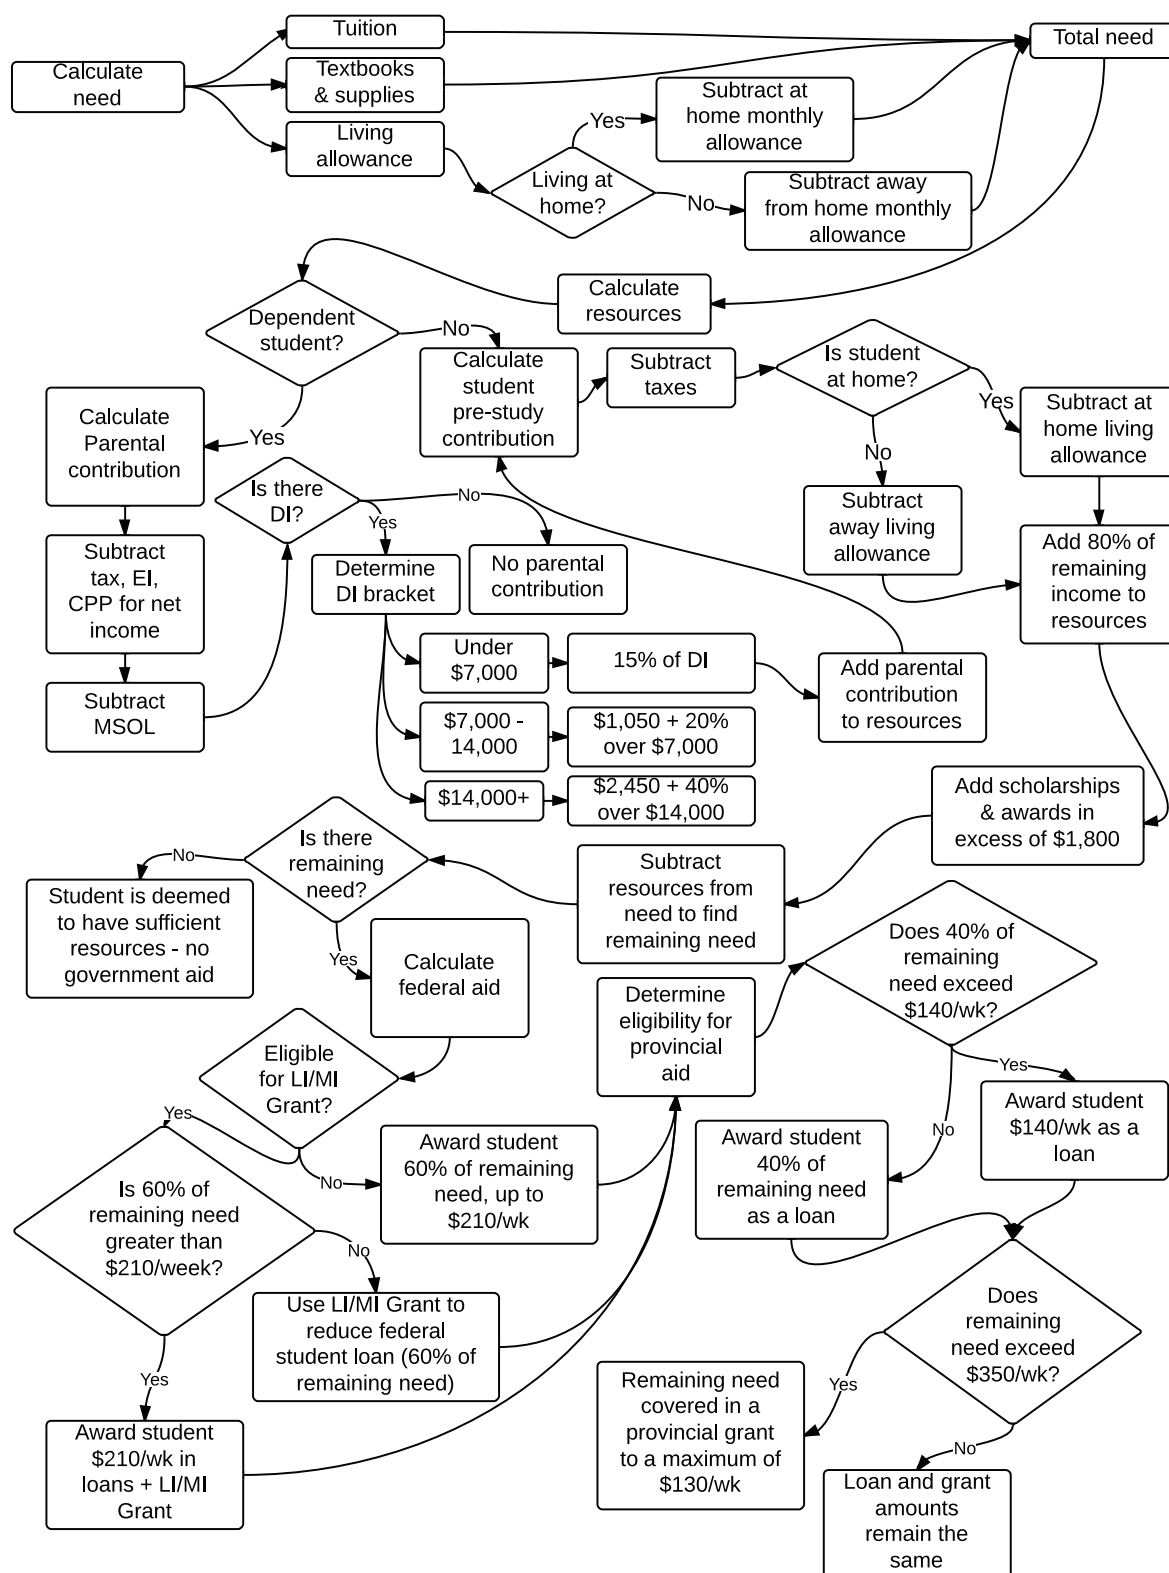 Tuition
Total need
Calculate
need
Textbooks
& supplies
Living
allowance
Yes
Subtract at
home monthly
allowance
Living at
home?
No
Subtract away
from home monthly
allowance
Calculate
resources
Dependent
student?
No
Calculate
student
pre-study
contribution
Subtract
taxes
Is student
at home?
Yes
No
Subtract at
home living
allowance
Yes
Calculate
Parental
contribution
Is there
DI?
No
Yes
Subtract
away living
allowance
Subtract
tax, EI,
CPP for net
income
Determine
DI bracket
No parental
contribution
Add 80% of
remaining
income to
resources
Subtract
MSOL
Under
$7,000
15% of DI
Add parental
contribution
to resources
$7,000 -
14,000
$1,050 + 20%
over $7,000
$14,000+
$2,450 + 40%
over $14,000
Add scholarships
& awards in
excess of $1,800
Is there
remaining
need?
No
Yes
Subtract
resources from
need to find
remaining need
Student is deemed
to have sufficient
resources - no
government aid
Calculate
federal aid
Determine
eligibility for
provincial
aid
Does 40% of
remaining
need exceed
$140/wk?
Yes
No
Eligible
for LI/MI
Grant?
Yes
No
Award student
60% of remaining
need, up to
$210/wk
Award student
40% of
remaining need
as a loan
Award student
$140/wk as a
loan
Is 60% of
remaining need
greater than
$210/week?
No
Yes
Use LI/MI Grant to
reduce federal
student loan (60% of
remaining need)
Does
remaining
need exceed
$350/wk?
Yes
No
Award student
$210/wk in
loans + LI/MI
Grant
Remaining need
covered in a
provincial grant
to a maximum of
$130/wk
Loan and grant
amounts
remain the
same